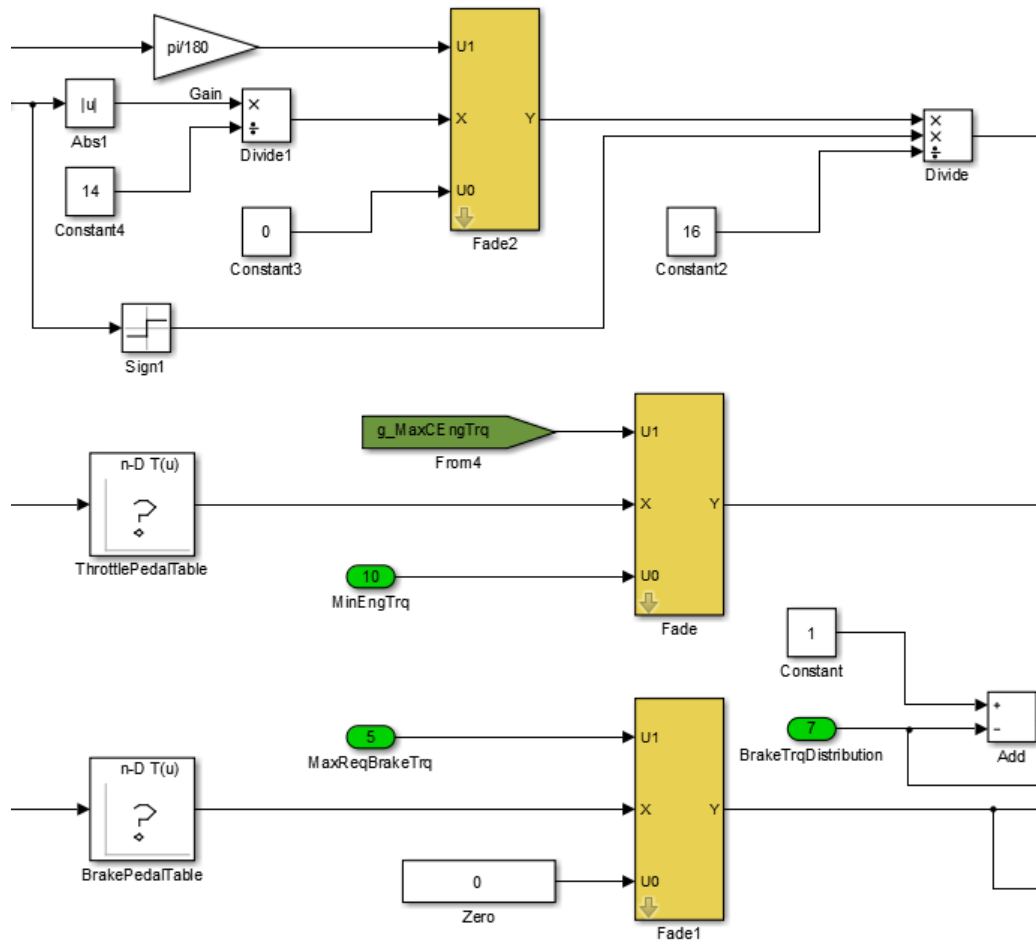 pi/180
U1
Gain
|u|
×
÷
X
Y
×
×
÷
Abs1
Divide1
Divide
14
U0
Constant4
0
16
Fade2
Constant3
Constant2
Sign1
g_MaxCEngTrq
U1
From4
n-D T(u)
?
X
Y
ThrottlePedalTable
10
U0
MinEngTrq
Fade
1
Constant
n-D T(u)
5
U1
7
+
−
MaxReqBrakeTrq
BrakeTrqDistribution
Add
?
X
Y
BrakePedalTable
0
U0
Zero
Fade1